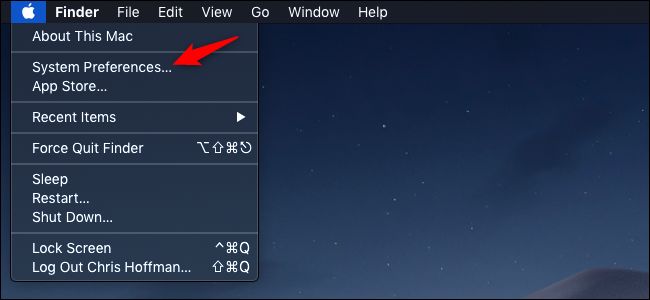 Finder File Edit View Go Window Help
About This Mac
System Preferences...
App Store...
Recent Items ▶
Force Quit Finder ⌥⇧⌘⎋
Sleep
Restart...
Shut Down...
Lock Screen ^⌘Q
Log Out Chris Hoffman... ⇧⌘Q